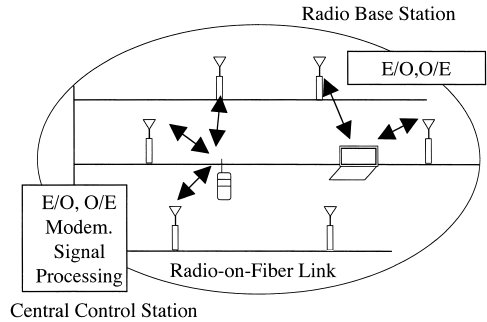 Radio Base Station
E/O,O/E
E/O, O/E
Modem.
Signal
Processing
Radio-on-Fiber Link
Central Control Station